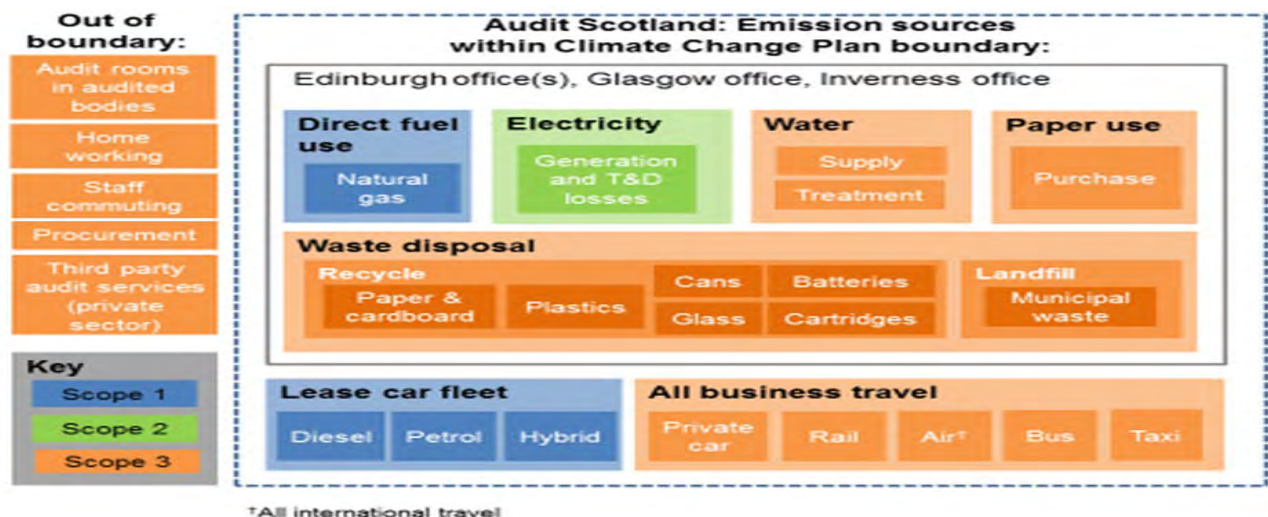 Out of
boundary:
Audit rooms
in audited
bodies
Home
working
Staff
commuting
Procurement
Third party
audit services
(private
sector)
Key
Scope 1
Scope 2
Scope 3
Audit Scotland: Emission sources
within Climate Change Plan boundary:
Edinburgh office(s), Glasgow office, Inverness office
Direct fuel
use
Natural
gas
Electricity
Generation
and T&D
losses
Water
Supply
Treatment
Paper use
Purchase
Waste disposal
Recycle
Paper &
cardboard
Plastics
Cans
Glass
Batteries
Cartridges
Landfill
Municipal
waste
Lease car fleet
Diesel
Petrol
Hybrid
All business travel
Private
car
Rail
Air†
Bus
Taxi
†All international travel